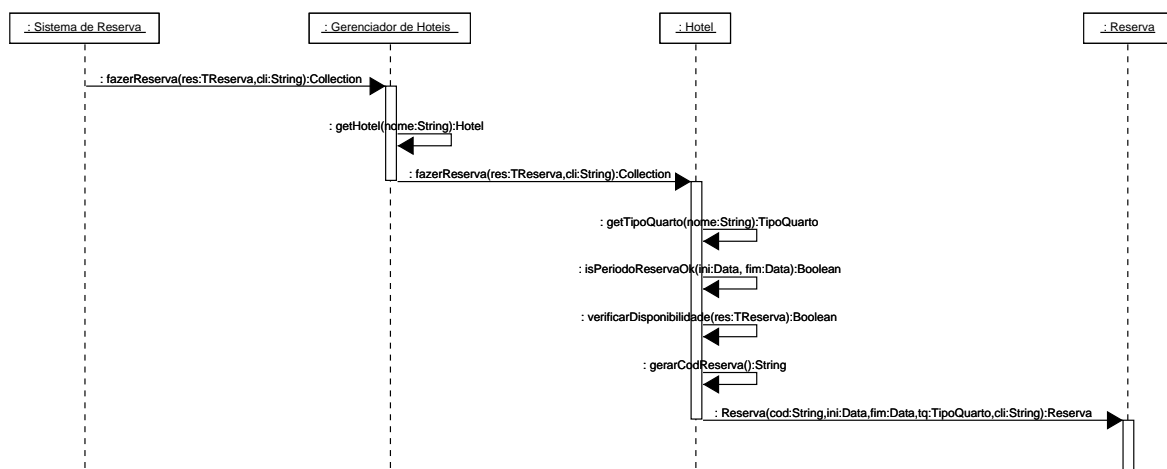 : Sistema de Reserva
: Gerenciador de Hoteis
: Hotel
: Reserva
: fazerReserva(res:TReserva,cli:String):Collection
: getHotel(nome:String):Hotel
: fazerReserva(res:TReserva,cli:String):Collection
: getTipoQuarto(nome:String):TipoQuarto
: isPeriodoReservaOk(ini:Data, fim:Data):Boolean
: verificarDisponibilidade(res:TReserva):Boolean
: gerarCodReserva():String
: Reserva(cod:String,ini:Data,fim:Data,tq:TipoQuarto,cli:String):Reserva